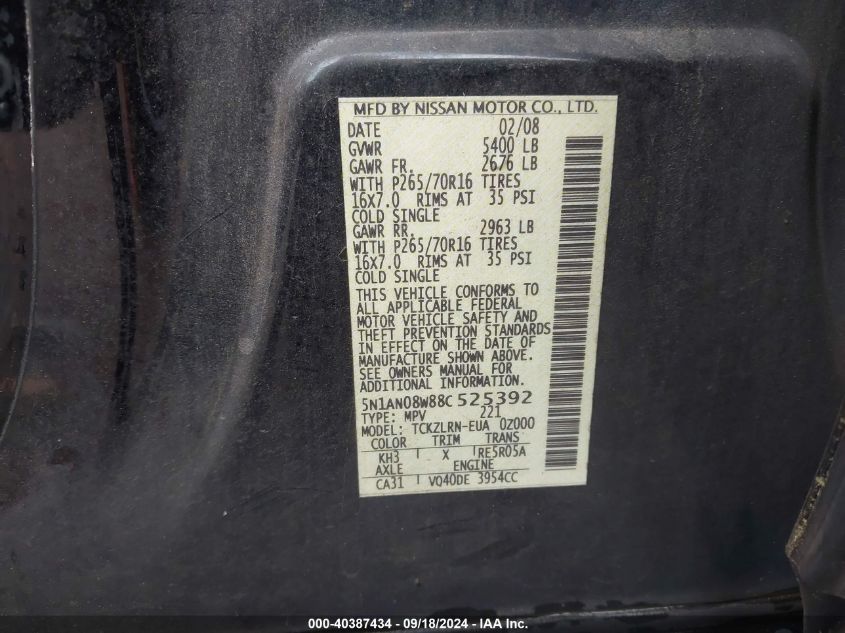 MFD BY NISSAN MOTOR CO., LTD.
DATE 02/08
GVWR 5400 LB
GAWR FR. 2676 LB
WITH P265/70R16 TIRES
16X7.0 RIMS AT 35 PSI
COLD SINGLE
GAWR RR. 2963 LB
WITH P265/70R16 TIRES
16X7.0 RIMS AT 35 PSI
COLD SINGLE
THIS VEHICLE CONFORMS TO
ALL APPLICABLE FEDERAL
MOTOR VEHICLE SAFETY AND
THEFT PREVENTION STANDARDS
IN EFFECT ON THE DATE OF
MANUFACTURE SHOWN ABOVE.
SEE OWNERS MANUAL FOR
ADDITIONAL INFORMATION.
5N1AN08W88C525392
TYPE: MPV 221
MODEL: TCKZLRN-EUA 0Z000
COLOR TRIM TRANS
KH3 X RE5R05A
AXLE ENGINE
CA31 VQ40DE 3954CC
000-40387434 - 09/18/2024 - IAA Inc.